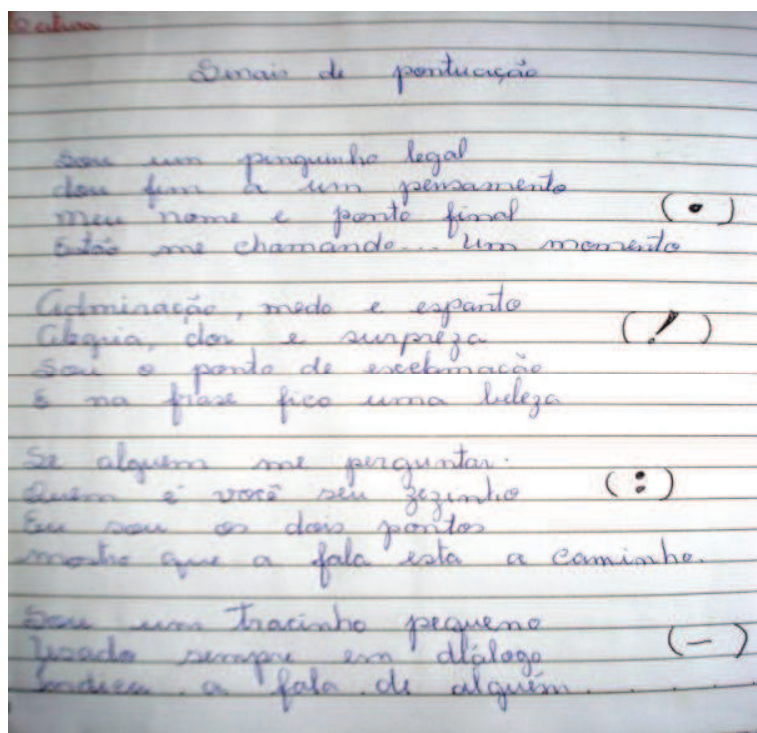 Leitura
Sinais de pontuação
Sou um pinguinho legal
dou fim a um pensamento
meu nome e ponto final (.)
Estão me chamando... um momento
Admiração, medo e espanto
Alegria, dor e surpreza (!)
Sou o ponto de exclamação
E na frase fico uma beleza
Se alguem me perguntar.
Quem é você seu zezinho (:)
Eu sou os dois pontos
mostro que a fala esta a caminho.
Sou um tracinho pequeno
Usado sempre em diálogo (—)
Indico a fala de alguém